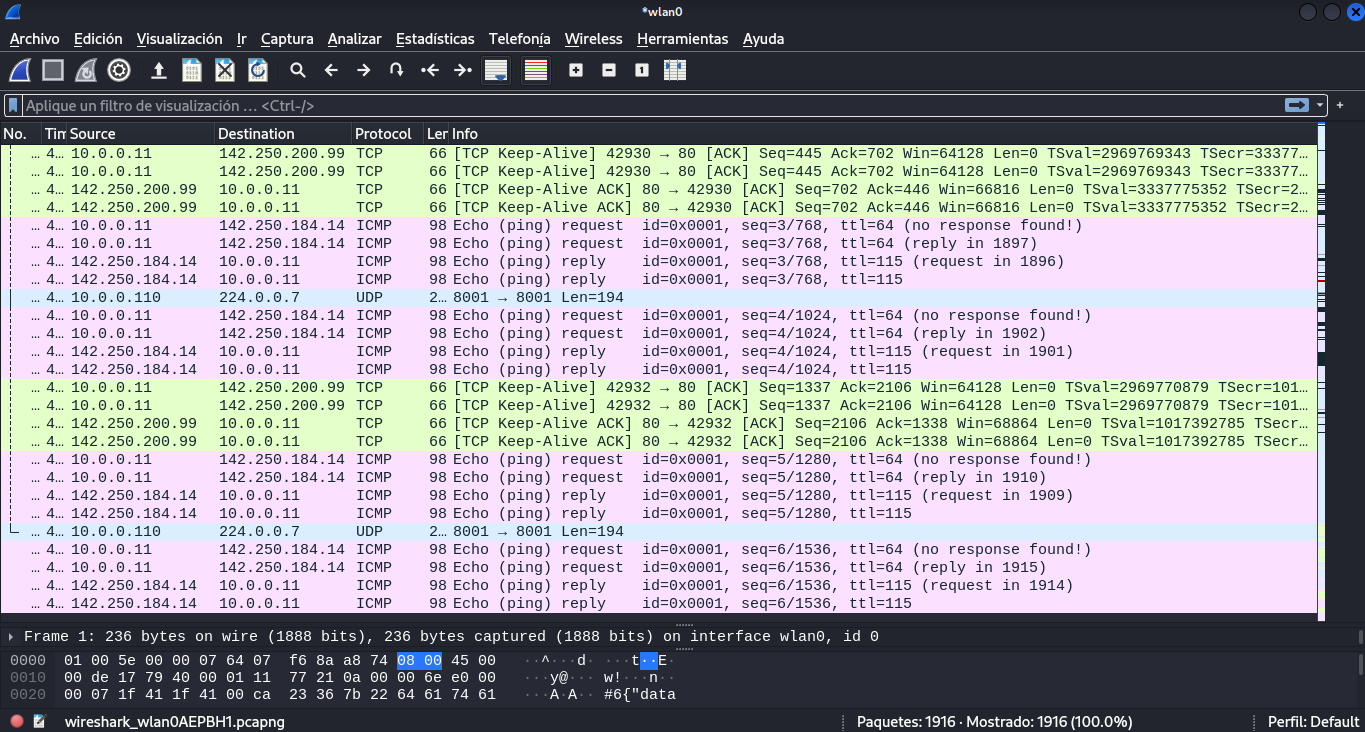 *wlan0
Archivo Edición Visualización Ir Captura Analizar Estadísticas Telefonía Wireless Herramientas Ayuda
Aplique un filtro de visualización … <Ctrl-/>
+
No. Tim Source Destination Protocol Ler Info
… 4… 10.0.0.11 142.250.200.99 TCP 66 [TCP Keep-Alive] 42930 → 80 [ACK] Seq=445 Ack=702 Win=64128 Len=0 TSval=2969769343 TSecr=33377…
… 4… 10.0.0.11 142.250.200.99 TCP 66 [TCP Keep-Alive] 42930 → 80 [ACK] Seq=445 Ack=702 Win=64128 Len=0 TSval=2969769343 TSecr=33377…
… 4… 142.250.200.99 10.0.0.11 TCP 66 [TCP Keep-Alive ACK] 80 → 42930 [ACK] Seq=702 Ack=446 Win=66816 Len=0 TSval=3337775352 TSecr=2…
… 4… 142.250.200.99 10.0.0.11 TCP 66 [TCP Keep-Alive ACK] 80 → 42930 [ACK] Seq=702 Ack=446 Win=66816 Len=0 TSval=3337775352 TSecr=2…
… 4… 10.0.0.11 142.250.184.14 ICMP 98 Echo (ping) request id=0x0001, seq=3/768, ttl=64 (no response found!)
… 4… 10.0.0.11 142.250.184.14 ICMP 98 Echo (ping) request id=0x0001, seq=3/768, ttl=64 (reply in 1897)
… 4… 142.250.184.14 10.0.0.11 ICMP 98 Echo (ping) reply id=0x0001, seq=3/768, ttl=115 (request in 1896)
… 4… 142.250.184.14 10.0.0.11 ICMP 98 Echo (ping) reply id=0x0001, seq=3/768, ttl=115
… 4… 10.0.0.110 224.0.0.7 UDP 2… 8001 → 8001 Len=194
… 4… 10.0.0.11 142.250.184.14 ICMP 98 Echo (ping) request id=0x0001, seq=4/1024, ttl=64 (no response found!)
… 4… 10.0.0.11 142.250.184.14 ICMP 98 Echo (ping) request id=0x0001, seq=4/1024, ttl=64 (reply in 1902)
… 4… 142.250.184.14 10.0.0.11 ICMP 98 Echo (ping) reply id=0x0001, seq=4/1024, ttl=115 (request in 1901)
… 4… 142.250.184.14 10.0.0.11 ICMP 98 Echo (ping) reply id=0x0001, seq=4/1024, ttl=115
… 4… 10.0.0.11 142.250.200.99 TCP 66 [TCP Keep-Alive] 42932 → 80 [ACK] Seq=1337 Ack=2106 Win=64128 Len=0 TSval=2969770879 TSecr=101…
… 4… 10.0.0.11 142.250.200.99 TCP 66 [TCP Keep-Alive] 42932 → 80 [ACK] Seq=1337 Ack=2106 Win=64128 Len=0 TSval=2969770879 TSecr=101…
… 4… 142.250.200.99 10.0.0.11 TCP 66 [TCP Keep-Alive ACK] 80 → 42932 [ACK] Seq=2106 Ack=1338 Win=68864 Len=0 TSval=1017392785 TSecr…
… 4… 142.250.200.99 10.0.0.11 TCP 66 [TCP Keep-Alive ACK] 80 → 42932 [ACK] Seq=2106 Ack=1338 Win=68864 Len=0 TSval=1017392785 TSecr…
… 4… 10.0.0.11 142.250.184.14 ICMP 98 Echo (ping) request id=0x0001, seq=5/1280, ttl=64 (no response found!)
… 4… 10.0.0.11 142.250.184.14 ICMP 98 Echo (ping) request id=0x0001, seq=5/1280, ttl=64 (reply in 1910)
… 4… 142.250.184.14 10.0.0.11 ICMP 98 Echo (ping) reply id=0x0001, seq=5/1280, ttl=115 (request in 1909)
… 4… 142.250.184.14 10.0.0.11 ICMP 98 Echo (ping) reply id=0x0001, seq=5/1280, ttl=115
… 4… 10.0.0.110 224.0.0.7 UDP 2… 8001 → 8001 Len=194
… 4… 10.0.0.11 142.250.184.14 ICMP 98 Echo (ping) request id=0x0001, seq=6/1536, ttl=64 (no response found!)
… 4… 10.0.0.11 142.250.184.14 ICMP 98 Echo (ping) request id=0x0001, seq=6/1536, ttl=64 (reply in 1915)
… 4… 142.250.184.14 10.0.0.11 ICMP 98 Echo (ping) reply id=0x0001, seq=6/1536, ttl=115 (request in 1914)
… 4… 142.250.184.14 10.0.0.11 ICMP 98 Echo (ping) reply id=0x0001, seq=6/1536, ttl=115
Frame 1: 236 bytes on wire (1888 bits), 236 bytes captured (1888 bits) on interface wlan0, id 0
0000 01 00 5e 00 00 07 64 07 f6 8a a8 74 08 00 45 00 ··^···d· ···t··E·
0010 00 de 17 79 40 00 01 11 77 21 0a 00 00 6e e0 00 ···y@··· w!···n··
0020 00 07 1f 41 1f 41 00 ca 23 36 7b 22 64 61 74 61 ···A·A·· #6{"data
wireshark_wlan0AEPBH1.pcapng Paquetes: 1916 · Mostrado: 1916 (100.0%) Perfil: Default